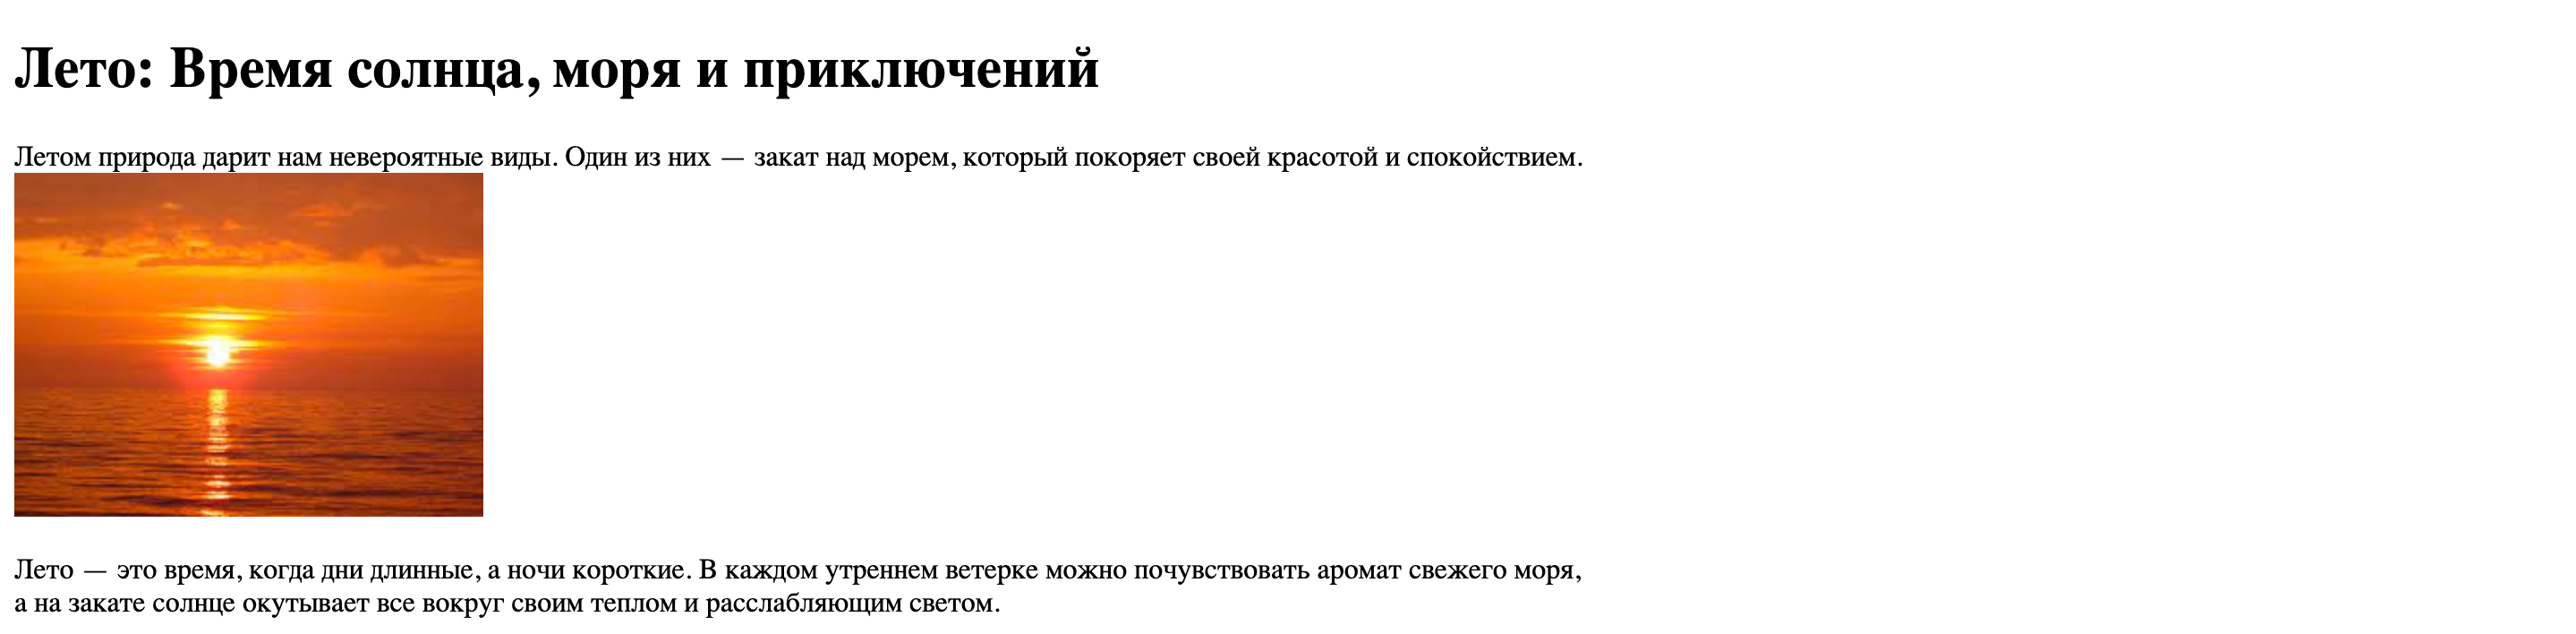 Лето: Время солнца, моря и приключений
Летом природа дарит нам невероятные виды. Один из них — закат над морем, который покоряет своей красотой и спокойствием.
Лето — это время, когда дни длинные, а ночи короткие. В каждом утреннем ветерке можно почувствовать аромат свежего моря,
а на закате солнце окутывает все вокруг своим теплом и расслабляющим светом.